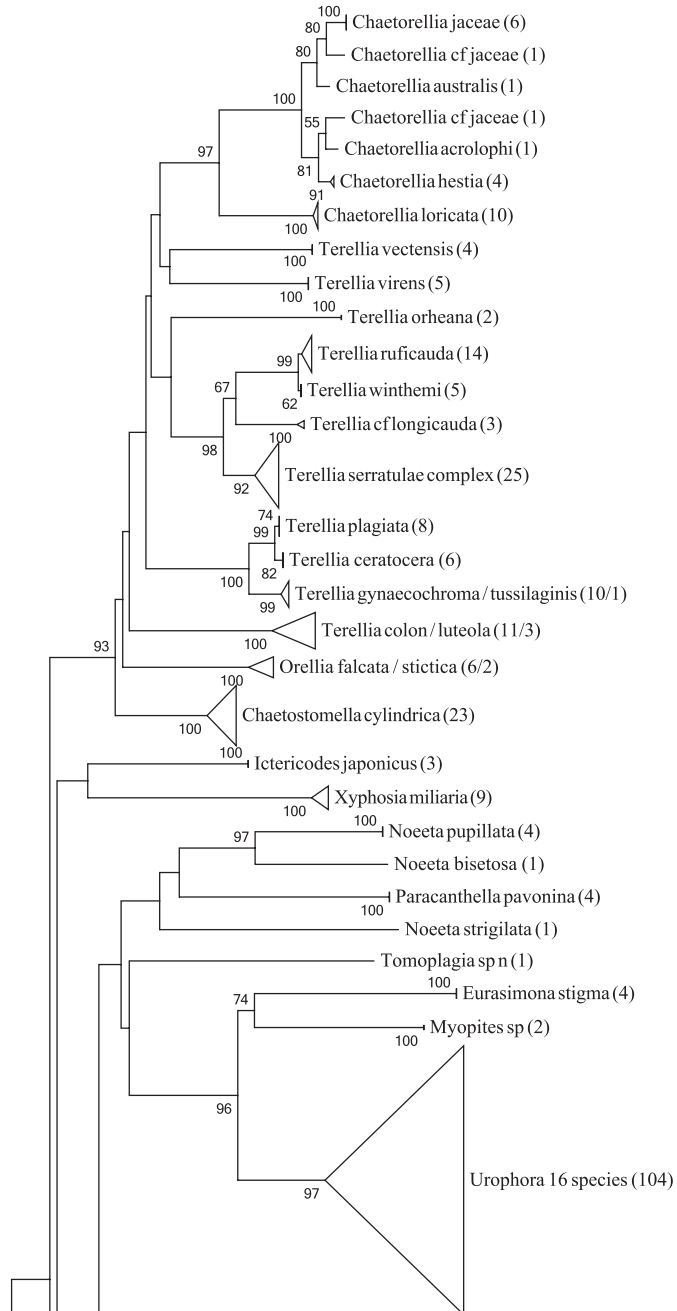 100
Chaetorellia jaceae (6)
80
80
Chaetorellia cf jaceae (1)
Chaetorellia australis (1)
100
55
Chaetorellia cf jaceae (1)
97
Chaetorellia acrolophi (1)
81
Chaetorellia hestia (4)
91
Chaetorellia loricata (10)
100
Terellia vectensis (4)
100
Terellia virens (5)
100
100
Terellia orheana (2)
Terellia ruficauda (14)
99
67
Terellia winthemi (5)
62
Terellia cf longicauda (3)
98
100
Terellia serratulae complex (25)
92
74
Terellia plagiata (8)
99
Terellia ceratocera (6)
100
82
Terellia gynaecochroma / tussilaginis (10/1)
99
Terellia colon / luteola (11/3)
100
93
Orellia falcata / stictica (6/2)
100
Chaetostomella cylindrica (23)
100
100
Ictericodes japonicus (3)
Xyphosia miliaria (9)
100
100
97
Noeeta pupillata (4)
Noeeta bisetosa (1)
Paracanthella pavonina (4)
100
Noeeta strigilata (1)
Tomoplagia sp n (1)
100
Eurasimona stigma (4)
74
Myopites sp (2)
100
96
Urophora 16 species (104)
97